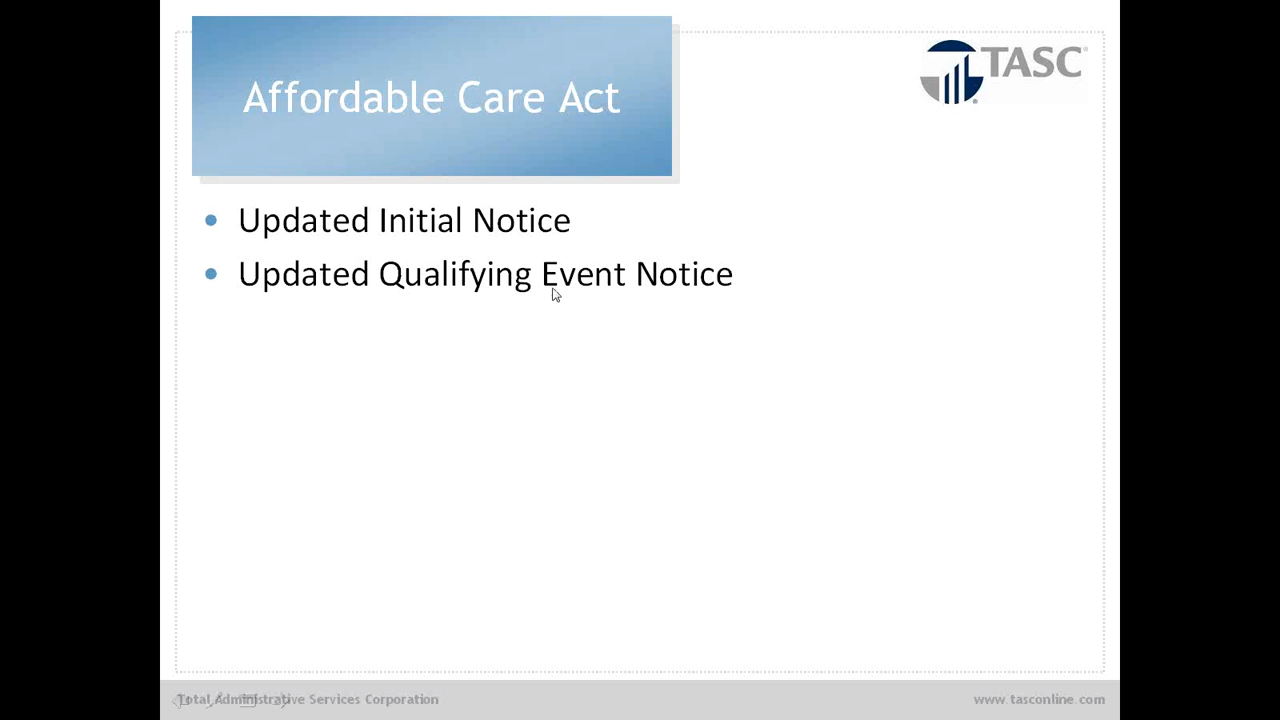 Affordable Care Act
TASC
Updated Initial Notice
Updated Qualifying Event Notice
Total Administrative Services Corporation
www.tasconline.com